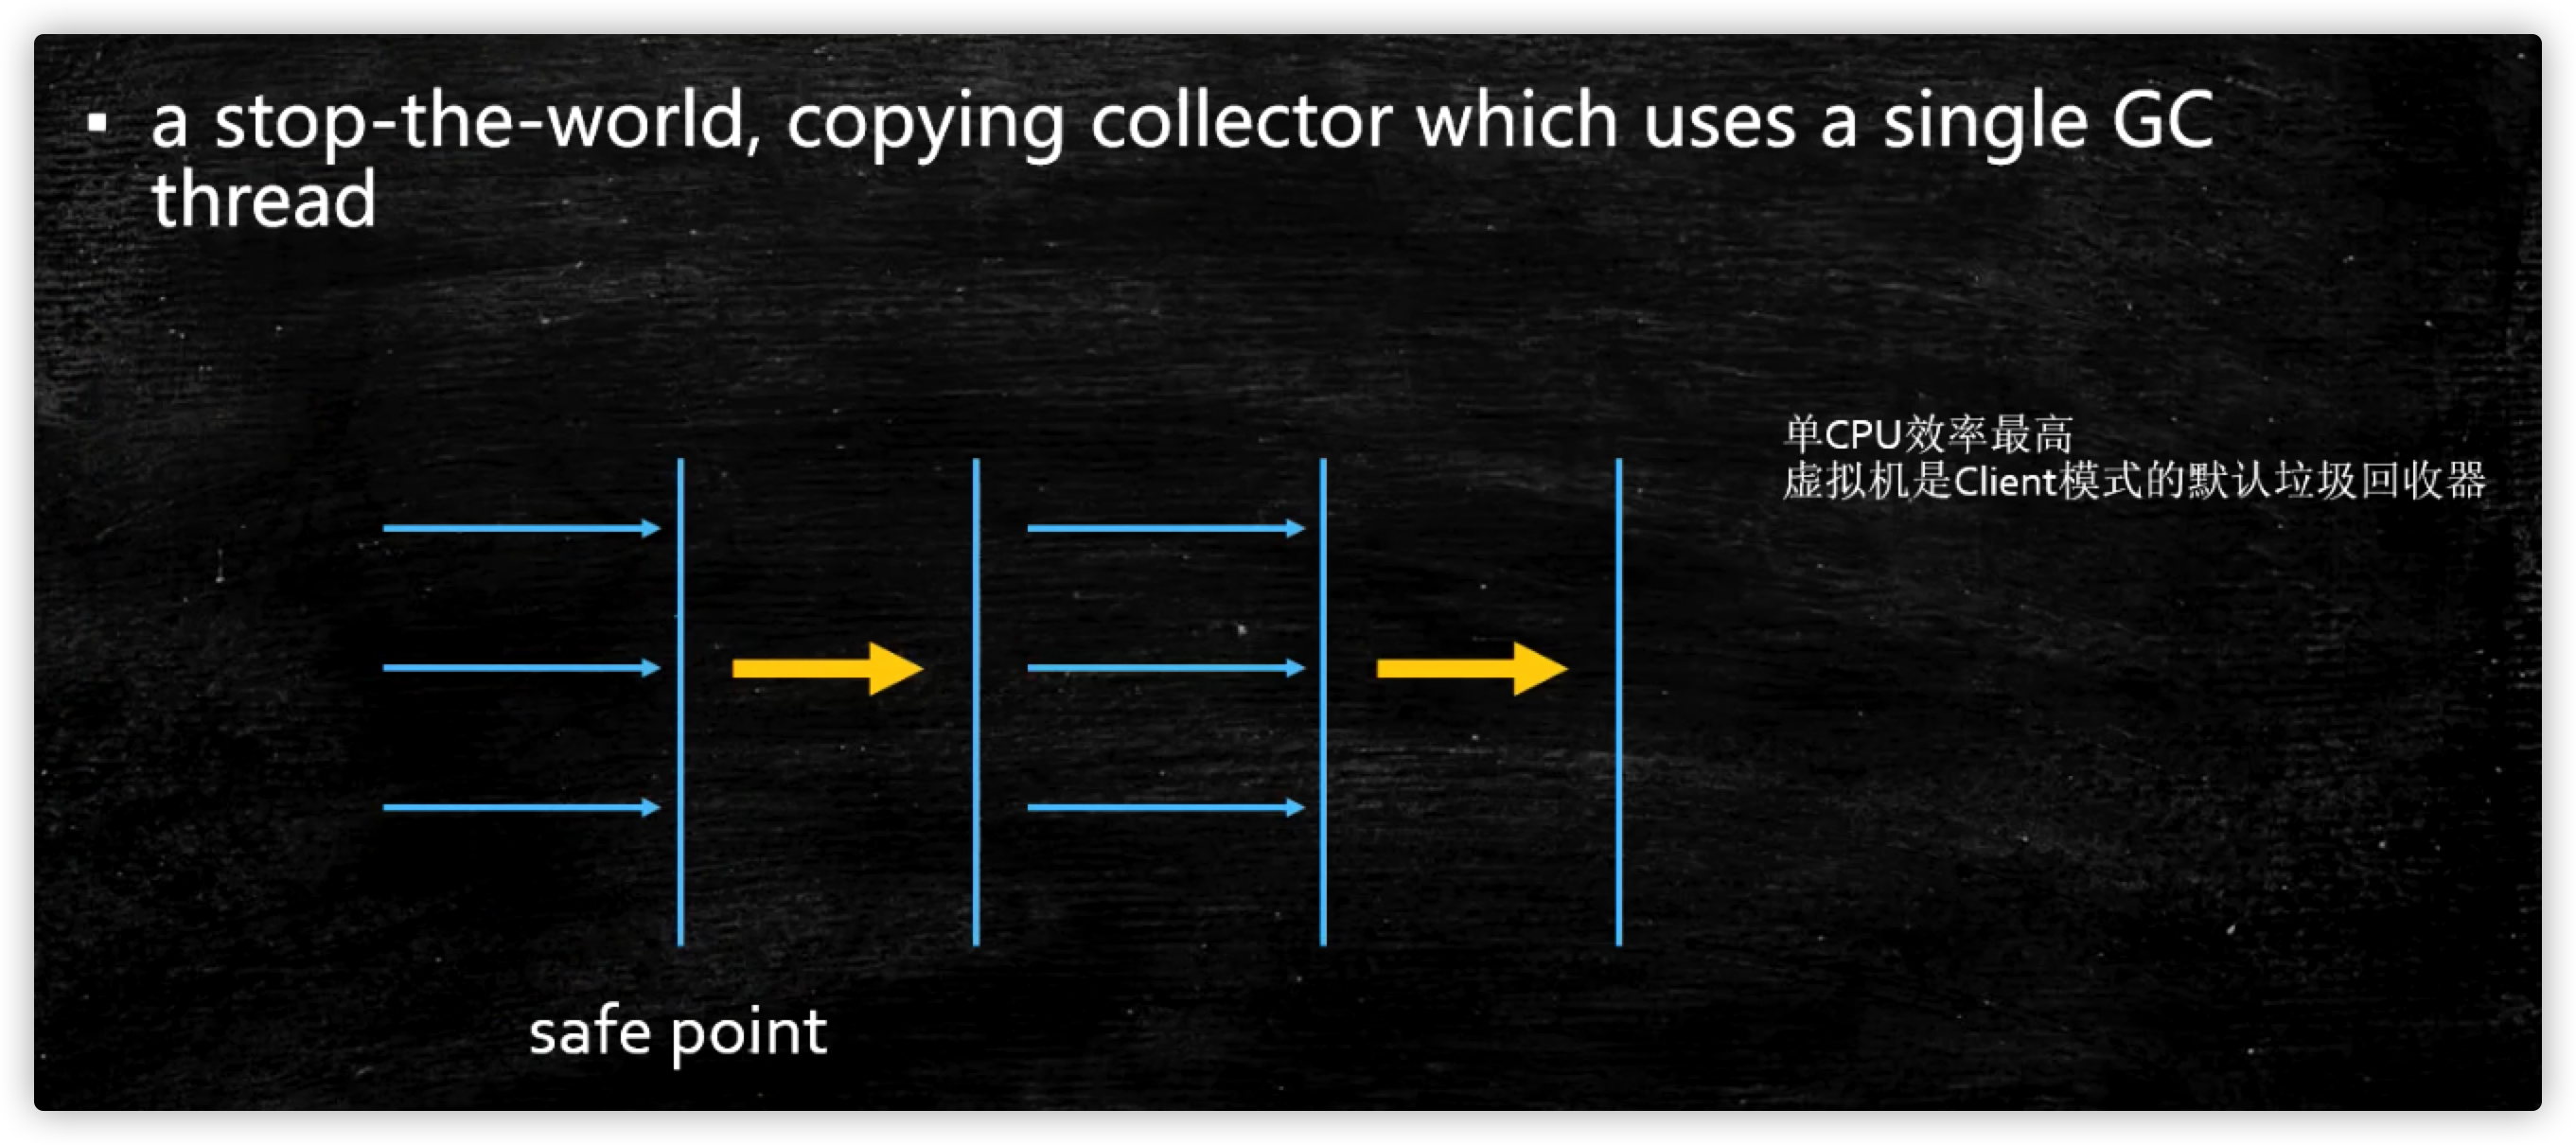 ▪ a stop-the-world, copying collector which uses a single GC
thread
单CPU效率最高
虚拟机是Client模式的默认垃圾回收器
safe point